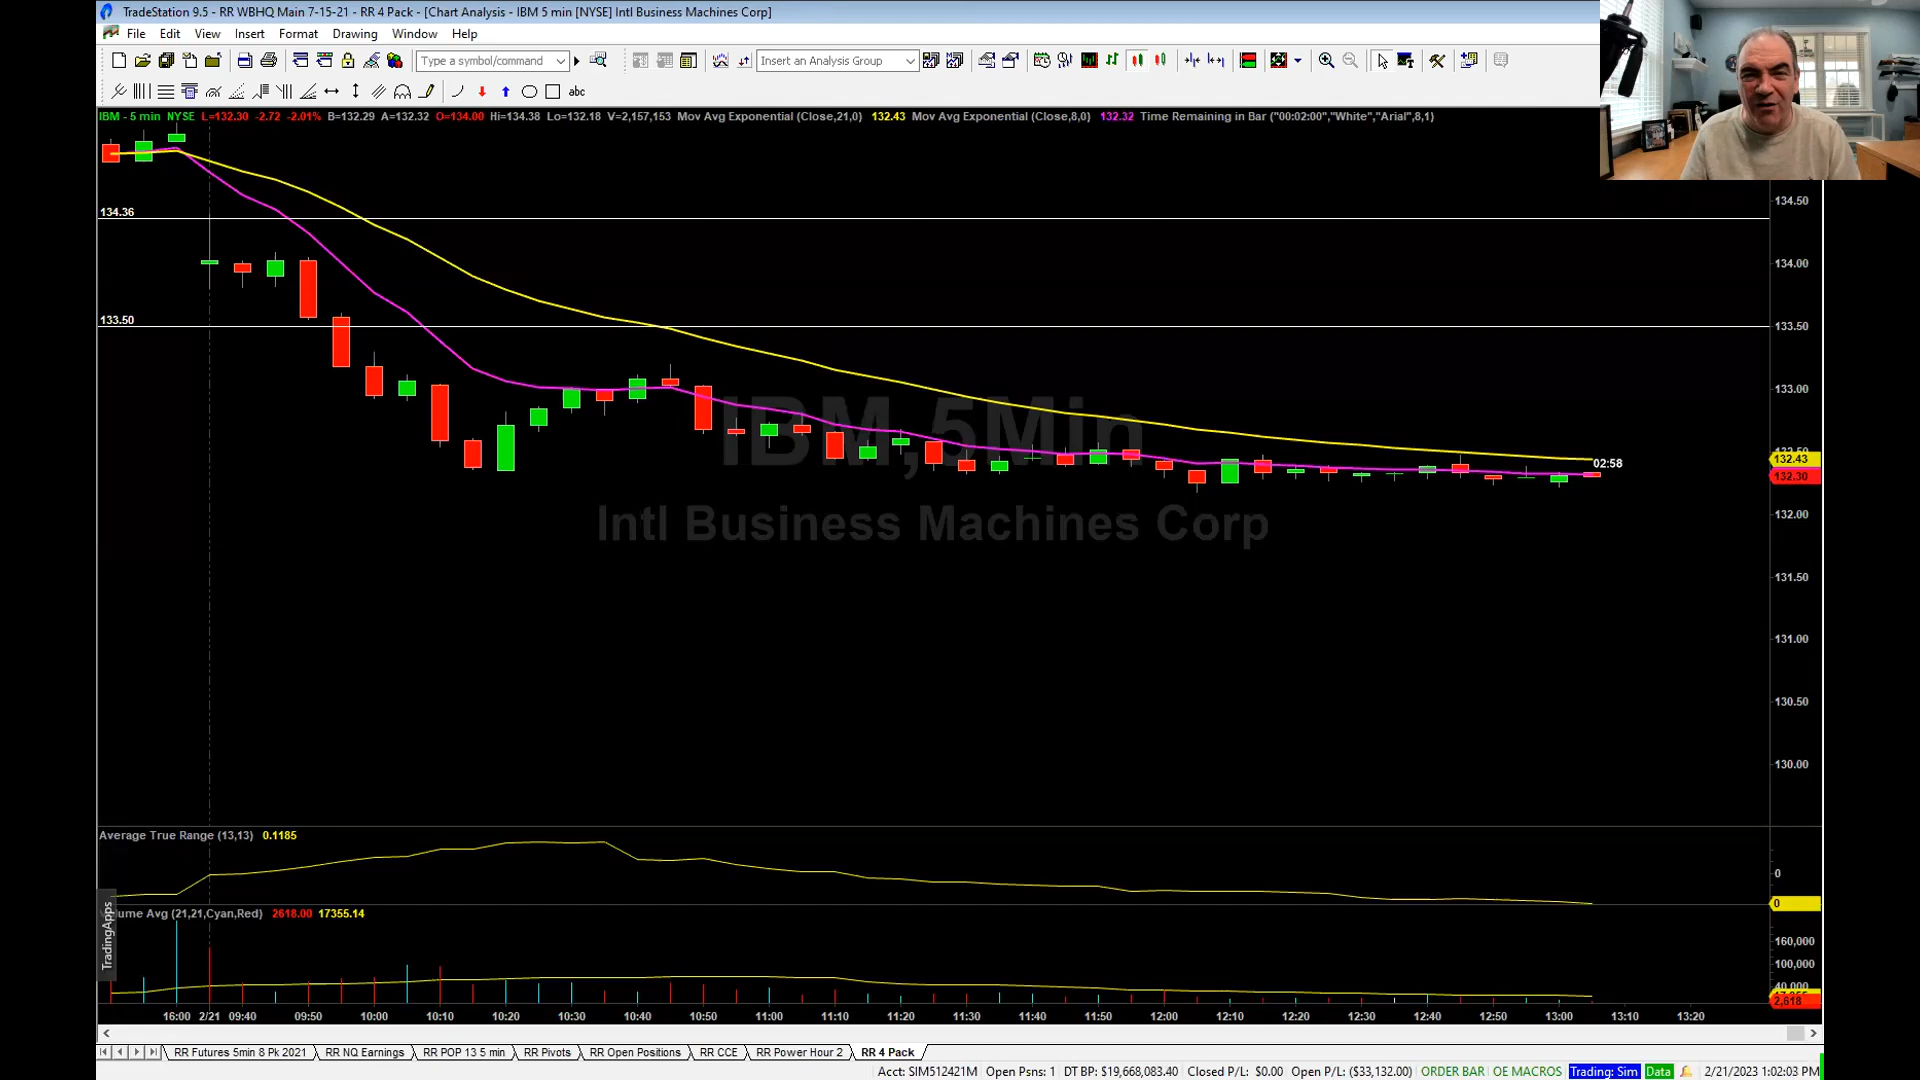 TradeStation 9.5 - RR WBHQ Main 7-15-21 - RR 4 Pack - [Chart Analysis - IBM 5 min [NYSE] Intl Business Machines Corp]
File Edit View Insert Format Drawing Window Help
Type a symbol/command Insert an Analysis Group
abc
IBM - 5 min NYSE L=132.30 -2.72 -2.01% B=132.29 A=132.32 O=134.00 Hi=134.38 Lo=132.18 V=2,157,153 Mov Avg Exponential (Close,21,0) 132.43 Mov Avg Exponential (Close,8,0) 132.32 Time Remaining in Bar ("00:02:00","White","Arial",8,1)
134.50
134.36
134.00
133.50 133.50
133.00
IBM,5Min
132.43
02:58
132.30
132.00
Intl Business Machines Corp
131.50
131.00
130.50
130.00
Average True Range (13,13) 0.1185
0
0
TradingApps
ume Avg (21,21,Cyan,Red) 2618.00 17355.14
160,000
100,000
40,000
2,618
16:00 2/21 09:40 09:50 10:00 10:10 10:20 10:30 10:40 10:50 11:00 11:10 11:20 11:30 11:40 11:50 12:00 12:10 12:20 12:30 12:40 12:50 13:00 13:10 13:20
RR Futures 5min 8 Pk 2021 RR NQ Earnings RR POP 13 5 min RR Pivots RR Open Positions RR CCE RR Power Hour 2 RR 4 Pack
Acct: SIM512421M Open Psns: 1 DT BP: $19,668,083.40 Closed P/L: $0.00 Open P/L: ($33,132.00) ORDER BAR OE MACROS Trading: Sim Data 2/21/2023 1:02:03 PM